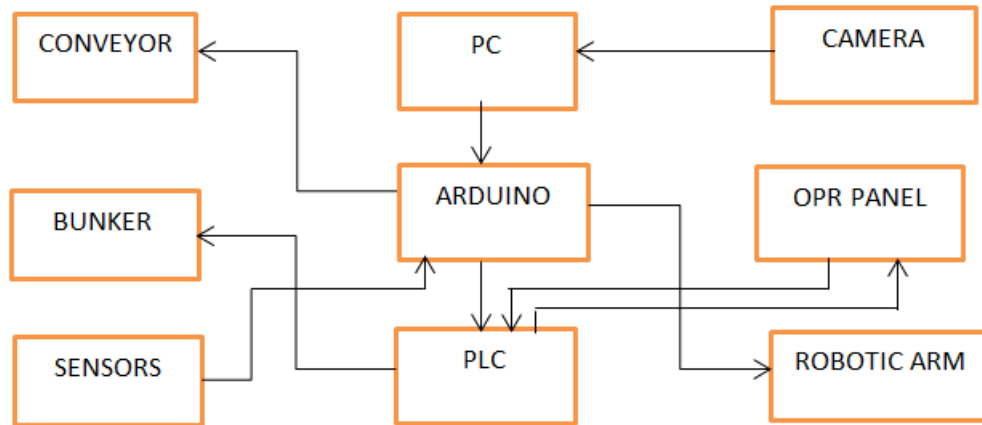 CONVEYOR
PC
CAMERA
ARDUINO
OPR PANEL
BUNKER
SENSORS
PLC
ROBOTIC ARM